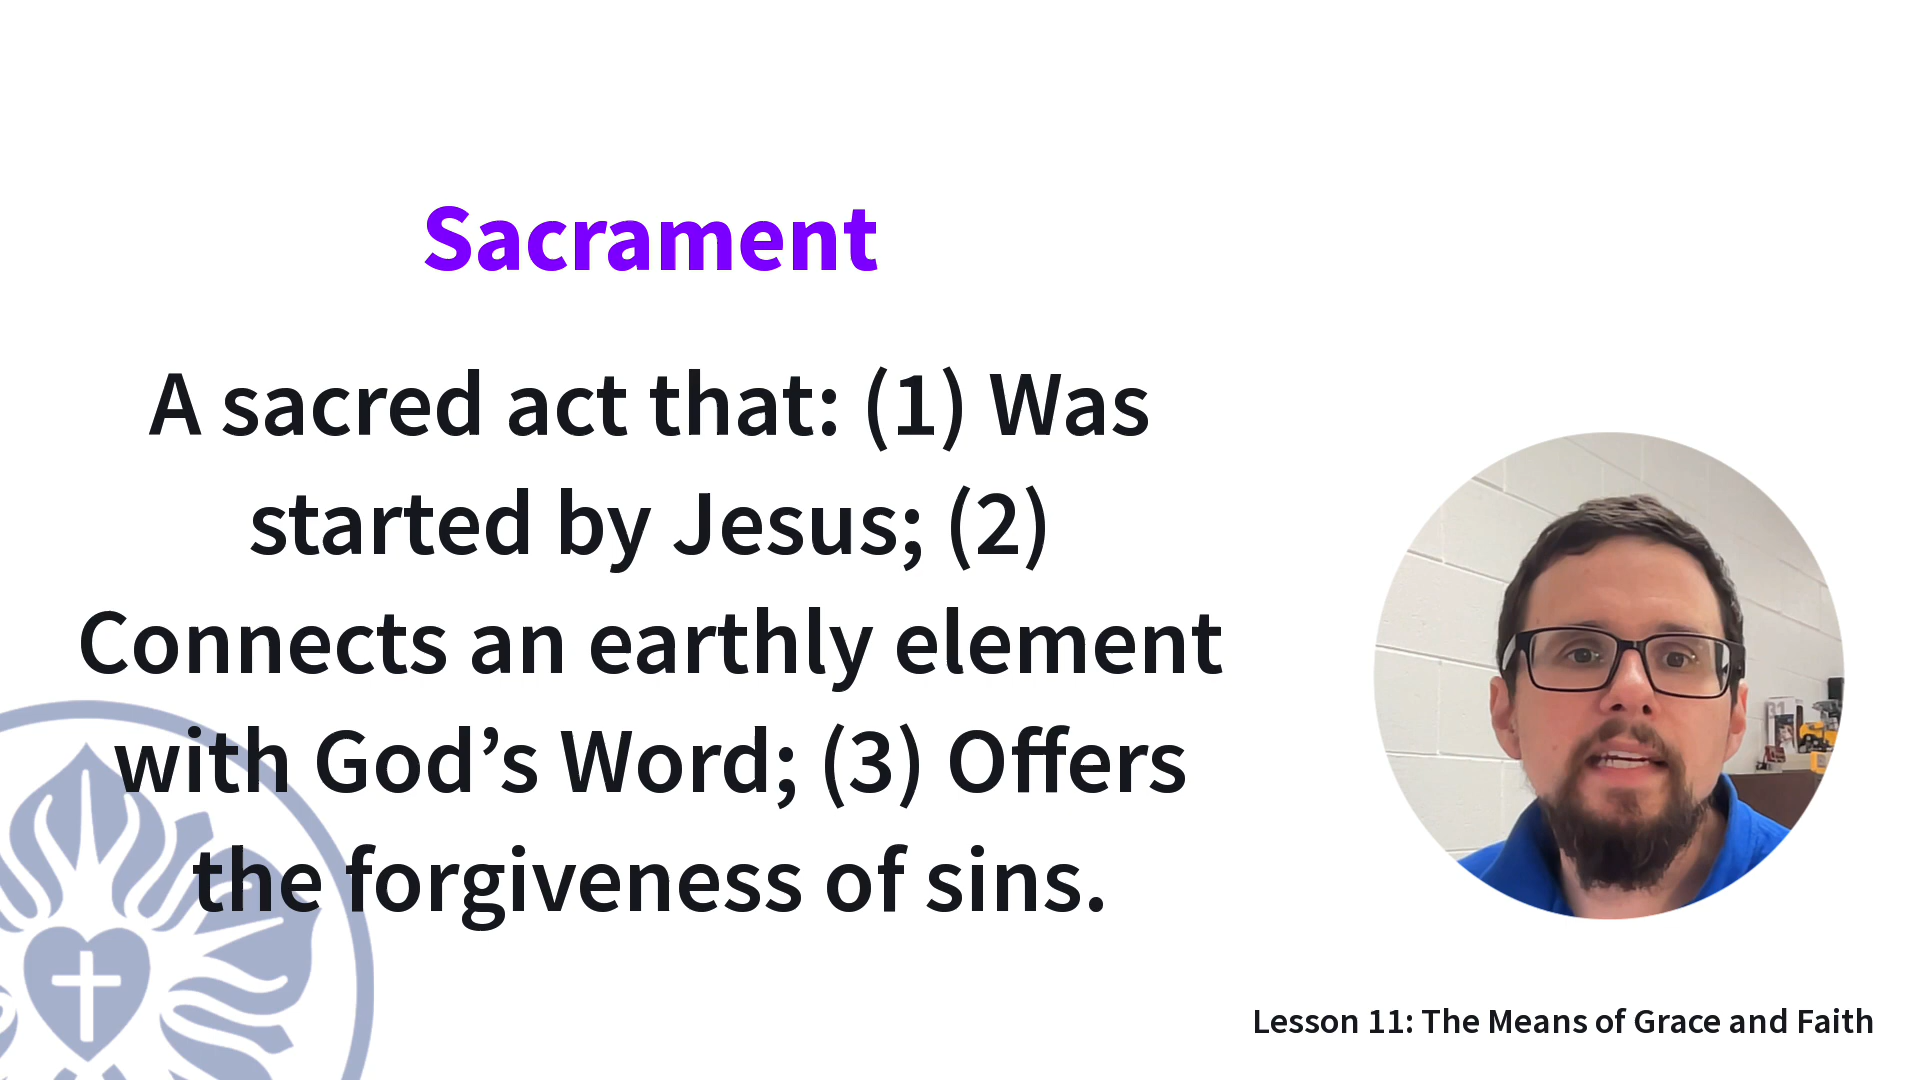 Sacrament
A sacred act that: (1) Was
started by Jesus; (2)
Connects an earthly element
with God’s Word; (3) Offers
the forgiveness of sins.
Lesson 11: The Means of Grace and Faith